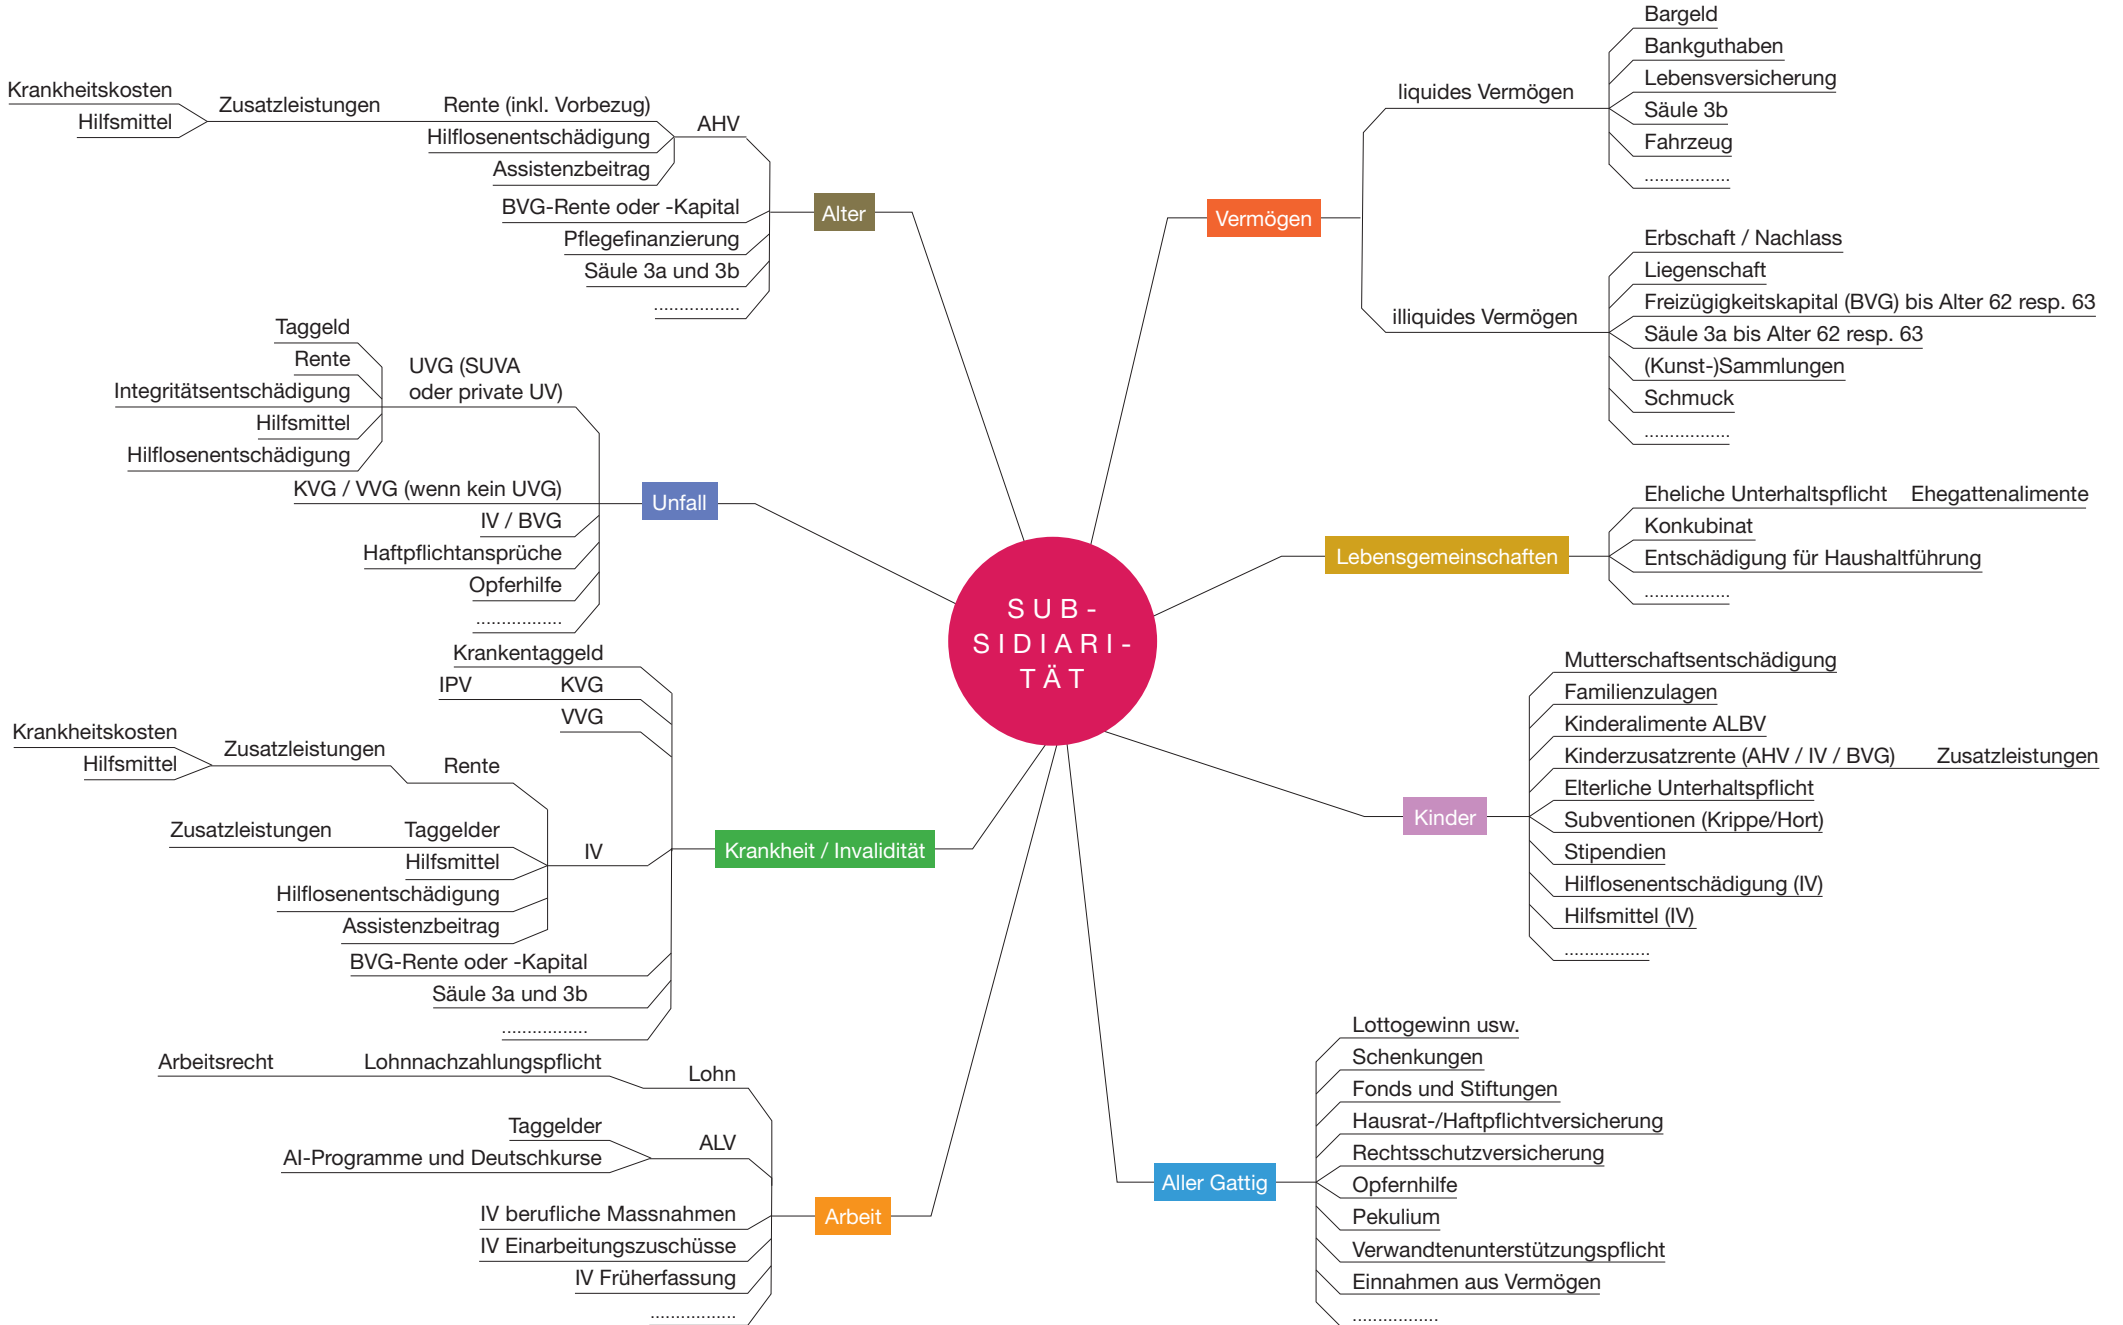 SUB-
SIDIARI-
TÄT
Alter
AHV
Rente (inkl. Vorbezug)
Zusatzleistungen
Krankheitskosten
Hilfsmittel
Hilflosenentschädigung
Assistenzbeitrag
BVG-Rente oder -Kapital
Pflegefinanzierung
Säule 3a und 3b
.................
Unfall
UVG (SUVA
oder private UV)
Taggeld
Rente
Integritätsentschädigung
Hilfsmittel
Hilflosenentschädigung
KVG / VVG (wenn kein UVG)
IV / BVG
Haftpflichtansprüche
Opferhilfe
.................
Krankheit / Invalidität
Krankentaggeld
IPV KVG
VVG
IV
Rente
Zusatzleistungen
Krankheitskosten
Hilfsmittel
Zusatzleistungen Taggelder
Hilfsmittel
Hilflosenentschädigung
Assistenzbeitrag
BVG-Rente oder -Kapital
Säule 3a und 3b
.................
Arbeit
Lohn
Arbeitsrecht Lohnnachzahlungspflicht
ALV
Taggelder
AI-Programme und Deutschkurse
IV berufliche Massnahmen
IV Einarbeitungszuschüsse
IV Früherfassung
.................
Vermögen
liquides Vermögen
Bargeld
Bankguthaben
Lebensversicherung
Säule 3b
Fahrzeug
.................
illiquides Vermögen
Erbschaft / Nachlass
Liegenschaft
Freizügigkeitskapital (BVG) bis Alter 62 resp. 63
Säule 3a bis Alter 62 resp. 63
(Kunst-)Sammlungen
Schmuck
.................
Lebensgemeinschaften
Eheliche Unterhaltspflicht Ehegattenalimente
Konkubinat
Entschädigung für Haushaltführung
.................
Kinder
Mutterschaftsentschädigung
Familienzulagen
Kinderalimente ALBV
Kinderzusatzrente (AHV / IV / BVG) Zusatzleistungen
Elterliche Unterhaltspflicht
Subventionen (Krippe/Hort)
Stipendien
Hilflosenentschädigung (IV)
Hilfsmittel (IV)
.................
Aller Gattig
Lottogewinn usw.
Schenkungen
Fonds und Stiftungen
Hausrat-/Haftpflichtversicherung
Rechtsschutzversicherung
Opfernhilfe
Pekulium
Verwandtenunterstützungspflicht
Einnahmen aus Vermögen
.................